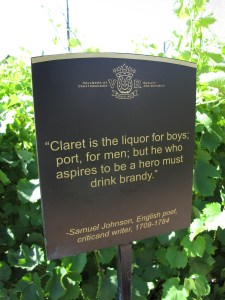 "Claret is the liquor for boys;
port, for men; but he who
aspires to be a hero must
drink brandy."
-Samuel Johnson, English poet,
criticand writer, 1709-1784